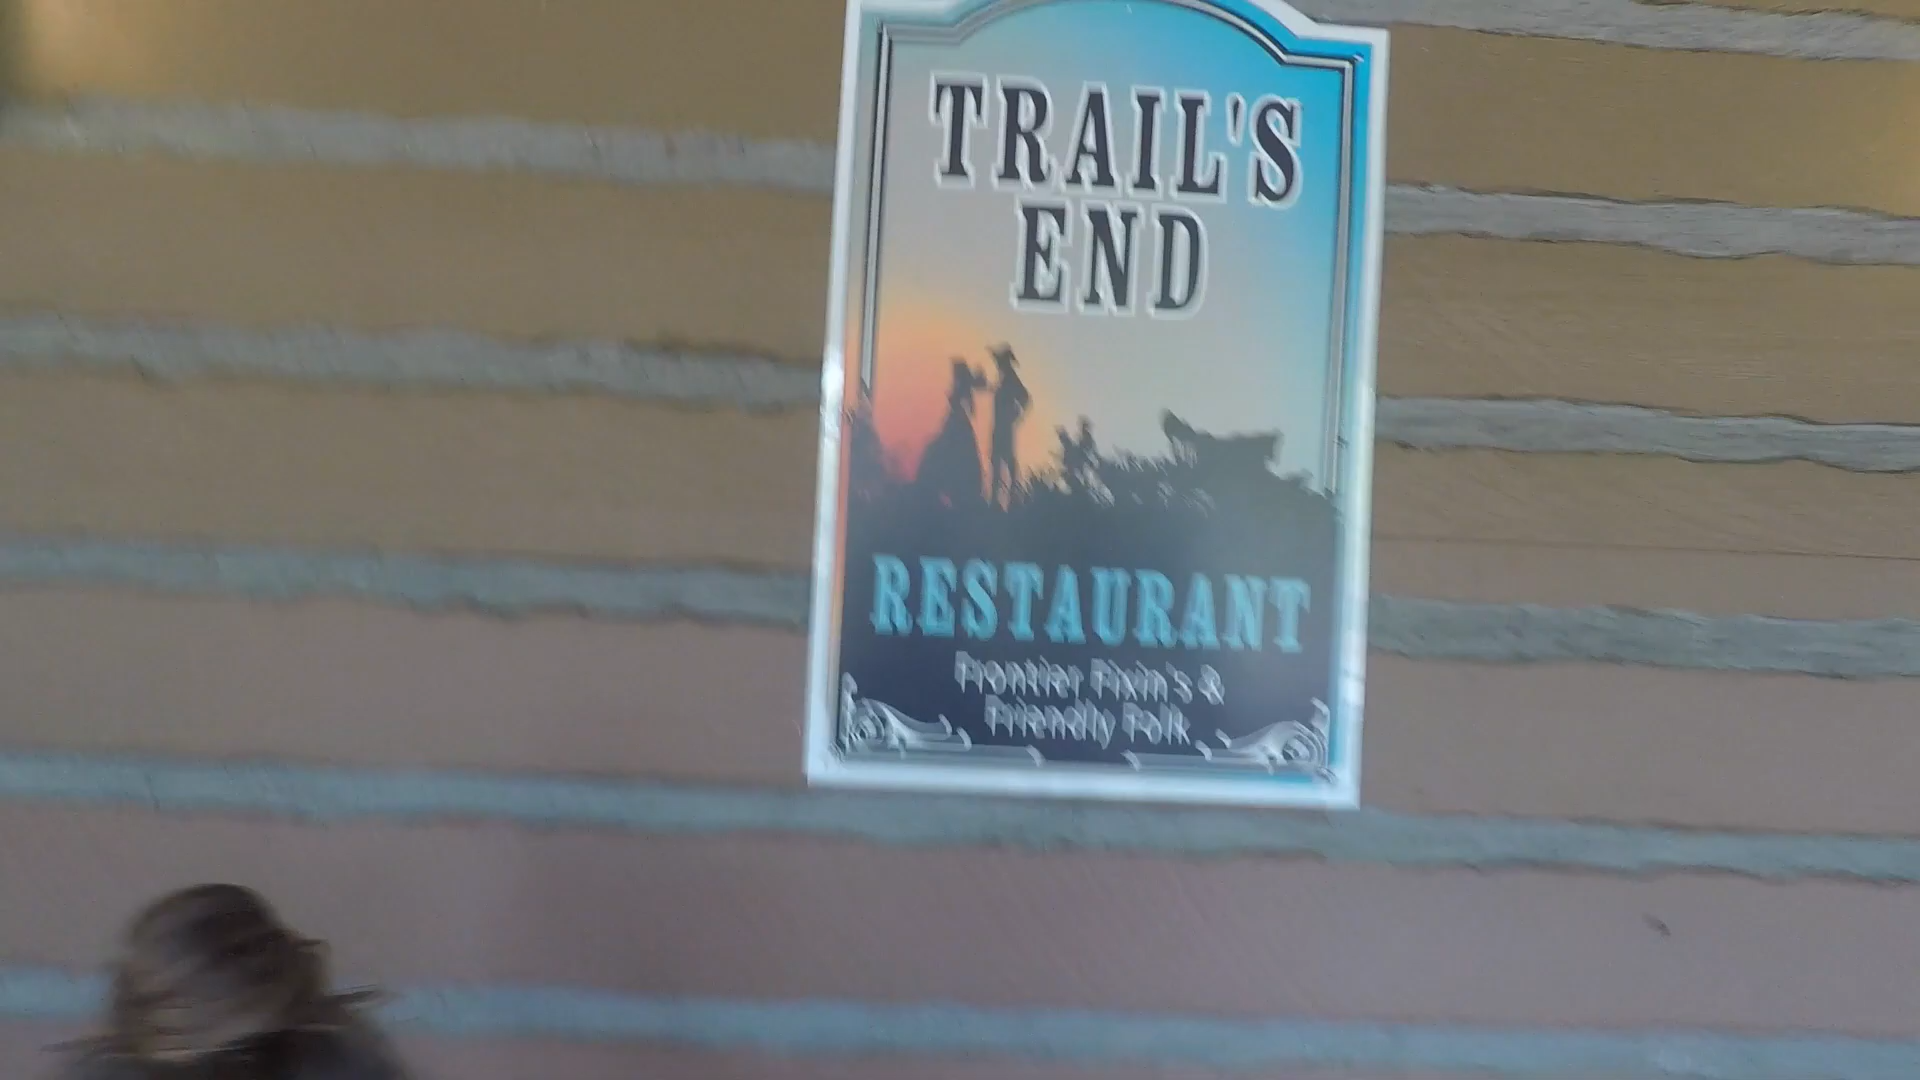 TRAIL'S
END
RESTAURANT
Frontier Fixin's &
Friendly Folk